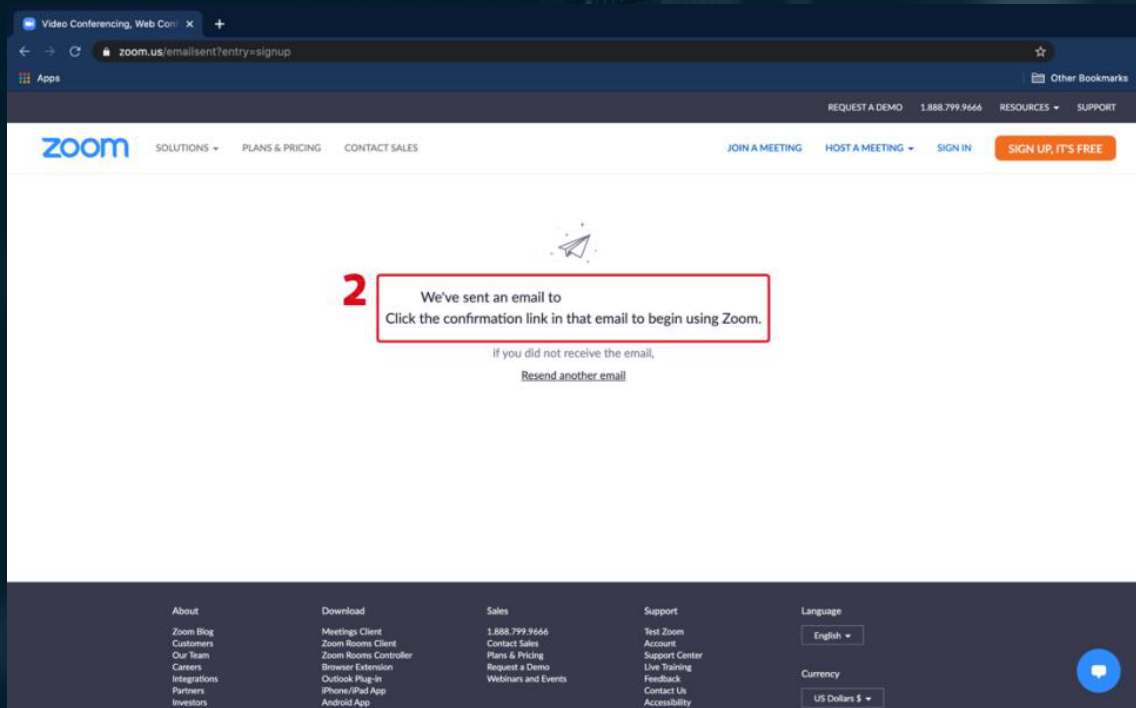 Video Conferencing, Web Con
zoom.us/emailsent?entry=signup
Apps
Other Bookmarks
REQUEST A DEMO 1.888.799.9666 RESOURCES SUPPORT
zoom SOLUTIONS PLANS & PRICING CONTACT SALES JOIN A MEETING HOST A MEETING SIGN IN SIGN UP, IT'S FREE
2
We've sent an email to
Click the confirmation link in that email to begin using Zoom.
if you did not receive the email,
Resend another email
About
Zoom Blog
Customers
Our Team
Careers
Integrations
Partners
Investors
Download
Meetings Client
Zoom Rooms Client
Zoom Rooms Controller
Browser Extension
Outlook Plug-in
iPhone/iPad App
Android App
Sales
1.888.799.9666
Contact Sales
Plans & Pricing
Request a Demo
Webinars and Events
Support
Test Zoom
Account
Support Center
Live Training
Feedback
Contact Us
Accessibility
Language
English
Currency
US Dollars $